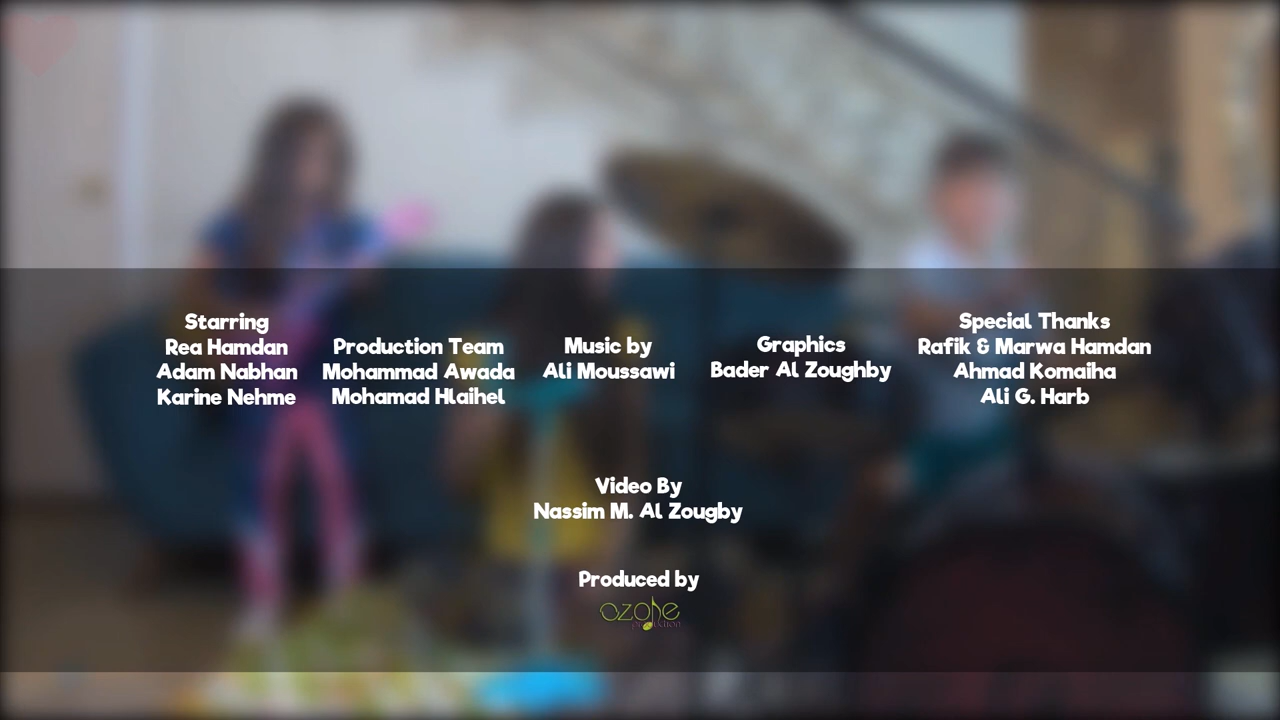 Starring
Rea Hamdan
Adam Nabhan
Karine Nehme
Production Team
Mohammad Awada
Mohamad Hlaihel
Music by
Ali Moussawi
Graphics
Bader Al Zoughby
Special Thanks
Rafik & Marwa Hamdan
Ahmad Komaiha
Ali G. Harb
Video By
Nassim M. Al Zougby
Produced by
ozone
production